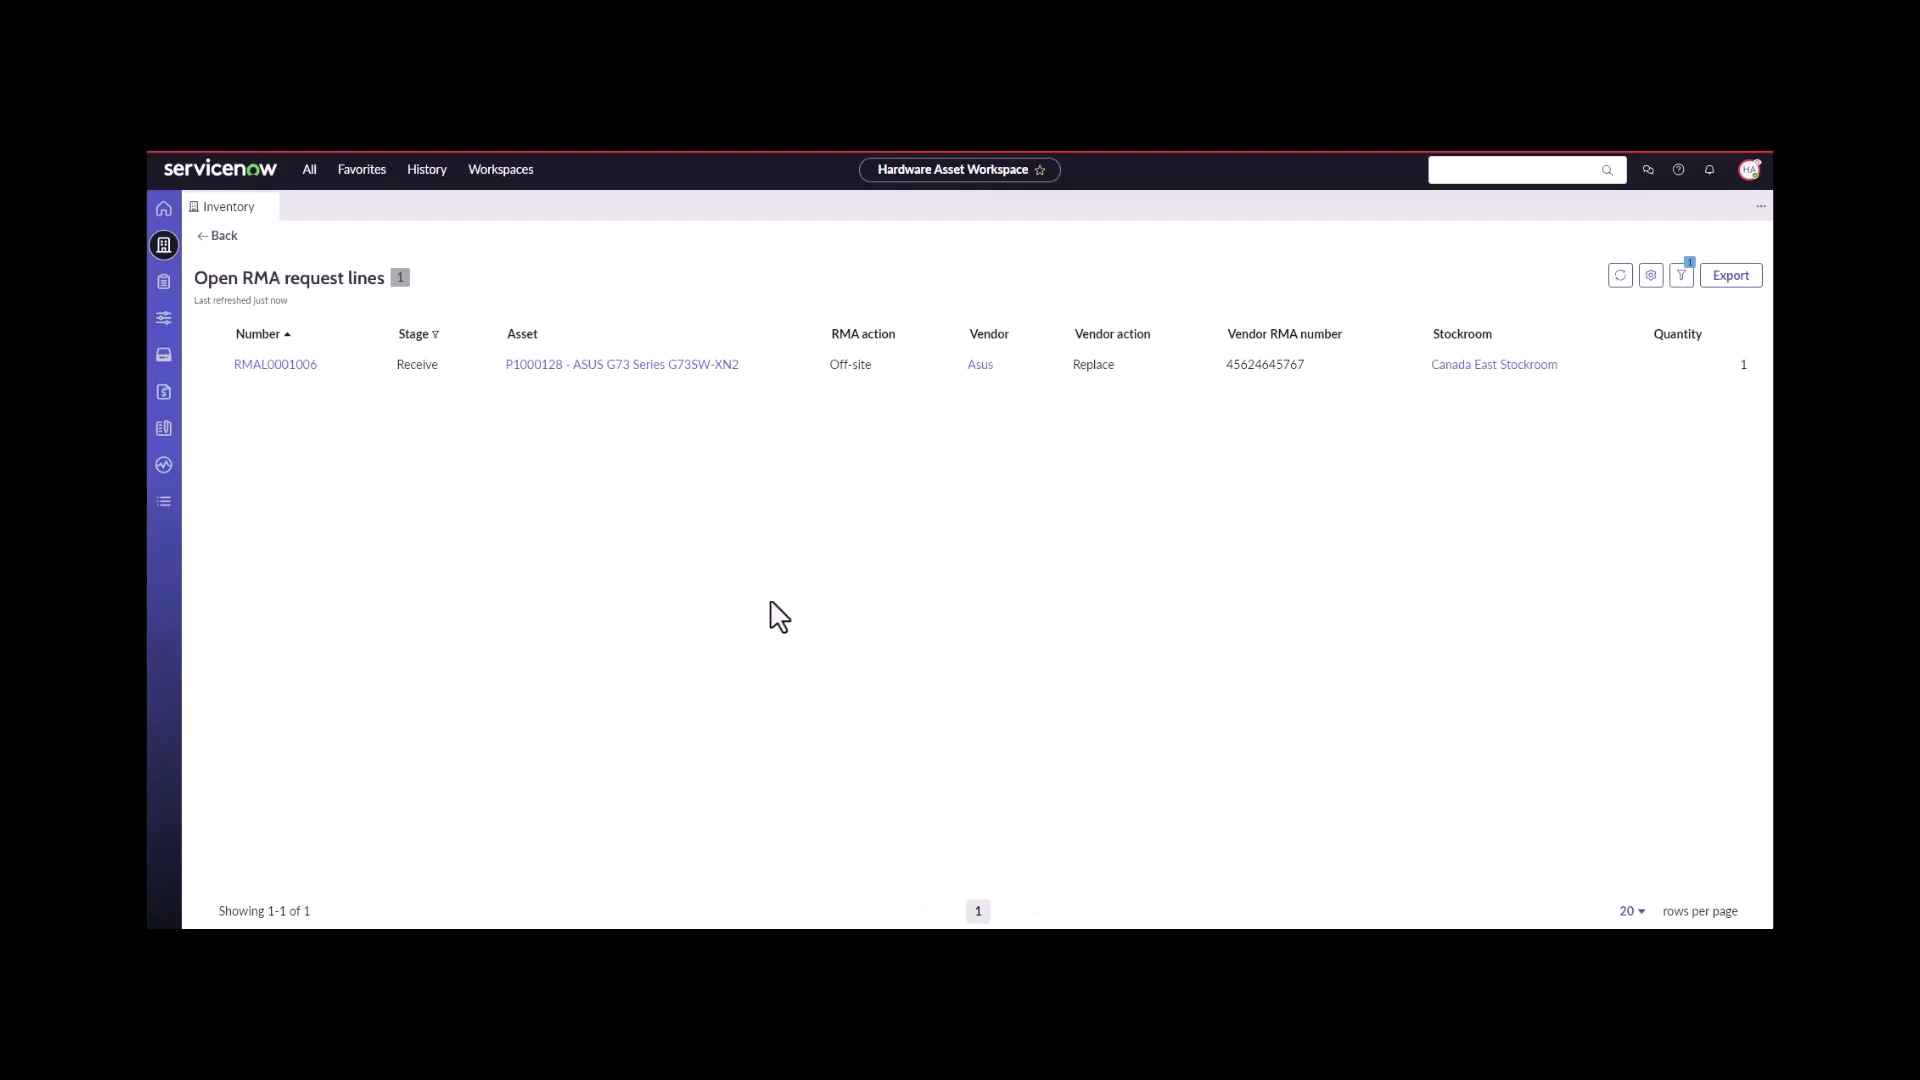 servicenow All Favorites History Workspaces Hardware Asset Workspace HA
Inventory
Back
Open RMA request lines 1
1 Export
Last refreshed just now
Number Stage Asset RMA action Vendor Vendor action Vendor RMA number Stockroom Quantity
RMAL0001006 Receive P1000128 - ASUS G73 Series G73SW-XN2 Off-site Asus Replace 45624645767 Canada East Stockroom 1
Showing 1-1 of 1 1 20 rows per page